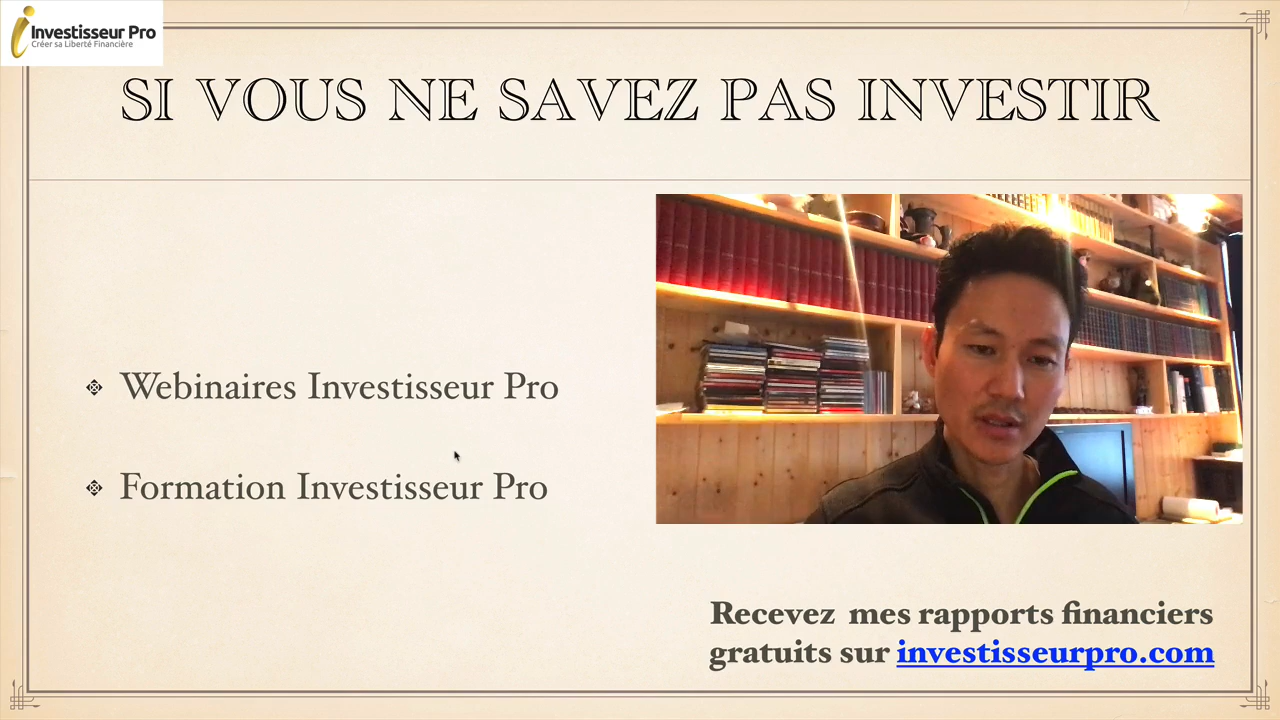 Investisseur Pro
Créer sa Liberté Financière
SI VOUS NE SAVEZ PAS INVESTIR
Webinaires Investisseur Pro
Formation Investisseur Pro
Recevez mes rapports financiers
gratuits sur investisseurpro.com